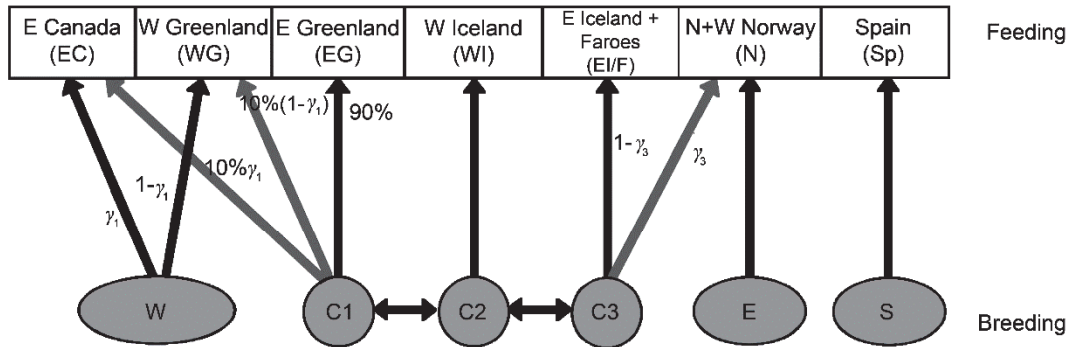 E Canada
(EC)
W Greenland
(WG)
E Greenland
(EG)
W Iceland
(WI)
E Iceland +
Faroes
(EI/F)
N+W Norway
(N)
Spain
(Sp)
Feeding
10%(1-γ₁)
90%
1-γ₃
γ₃
10%γ₁
1-γ₁
γ₁
W
C1
C2
C3
E
S
Breeding